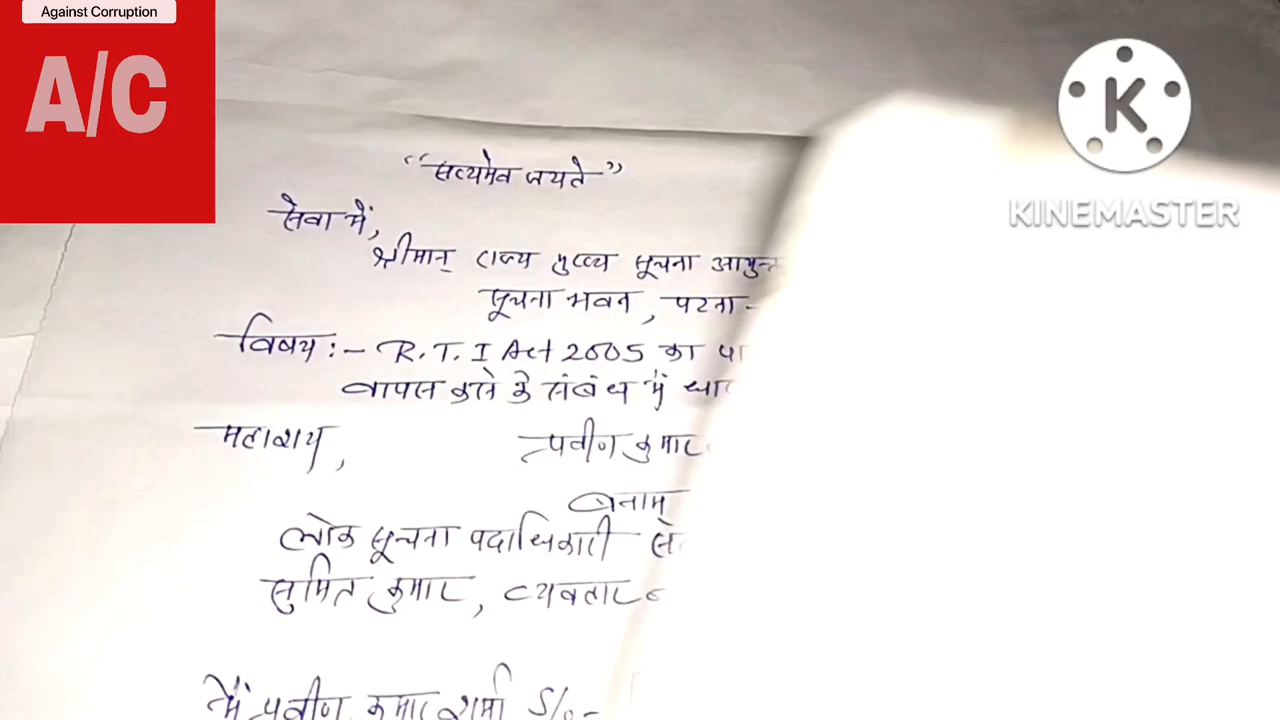 Against Corruption
A/C
K
KINEMASTER
"सत्यमेव जयते"
सेवा में,
श्रीमान् राज्य मुख्य सूचना
सूचना भवन, पटना-
विषय:- R.T.I Act 2005 का
वापस करने के संबंध में
महाशय,
प्रवीण कुमार
बनाम्
लोक सूचना पदाधिकारी
सुमित कुमार, व्यवहार
मैं प्रवीण कुमार शर्मा S/o-